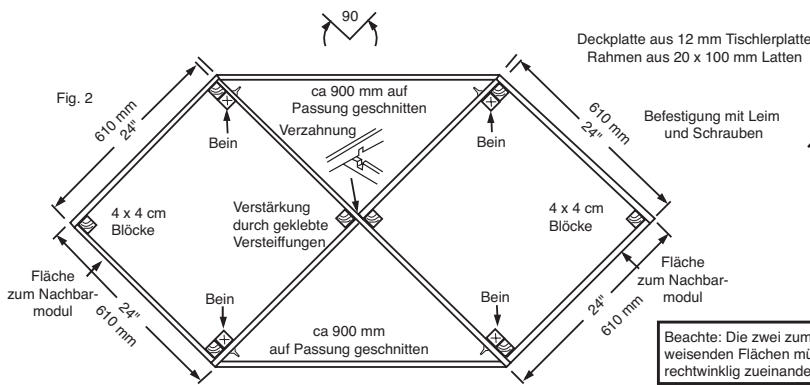 90
Deckplatte aus 12 mm Tischlerplatte
Rahmen aus 20 x 100 mm Latten
Fig. 2
610 mm
24"
ca 900 mm auf
Passung geschnitten
610 mm
24"
Befestigung mit Leim
und Schrauben
Bein
Verzahnung
Bein
4 x 4 cm
Blöcke
Verstärkung
durch geklebte
Versteifungen
4 x 4 cm
Blöcke
Fläche
zum Nachbar-
modul
24"
610 mm
Bein
Bein
Fläche
zum Nachbar-
modul
24"
610 mm
ca 900 mm
auf Passung geschnitten
Beachte: Die zwei zum
weisenden Flächen
rechtwinklig